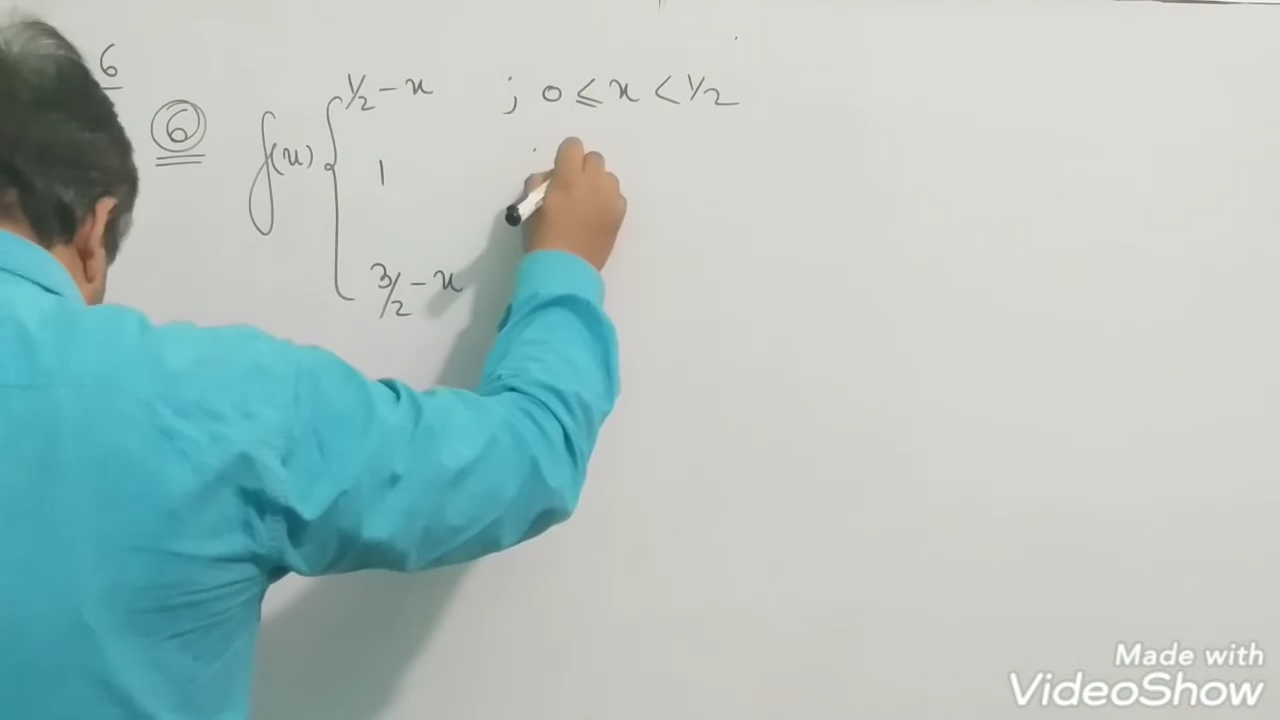 6
6 f(x) { 1/2 - x ; 0 ≤ x < 1/2
1 ;
3/2 - x
Made with
VideoShow